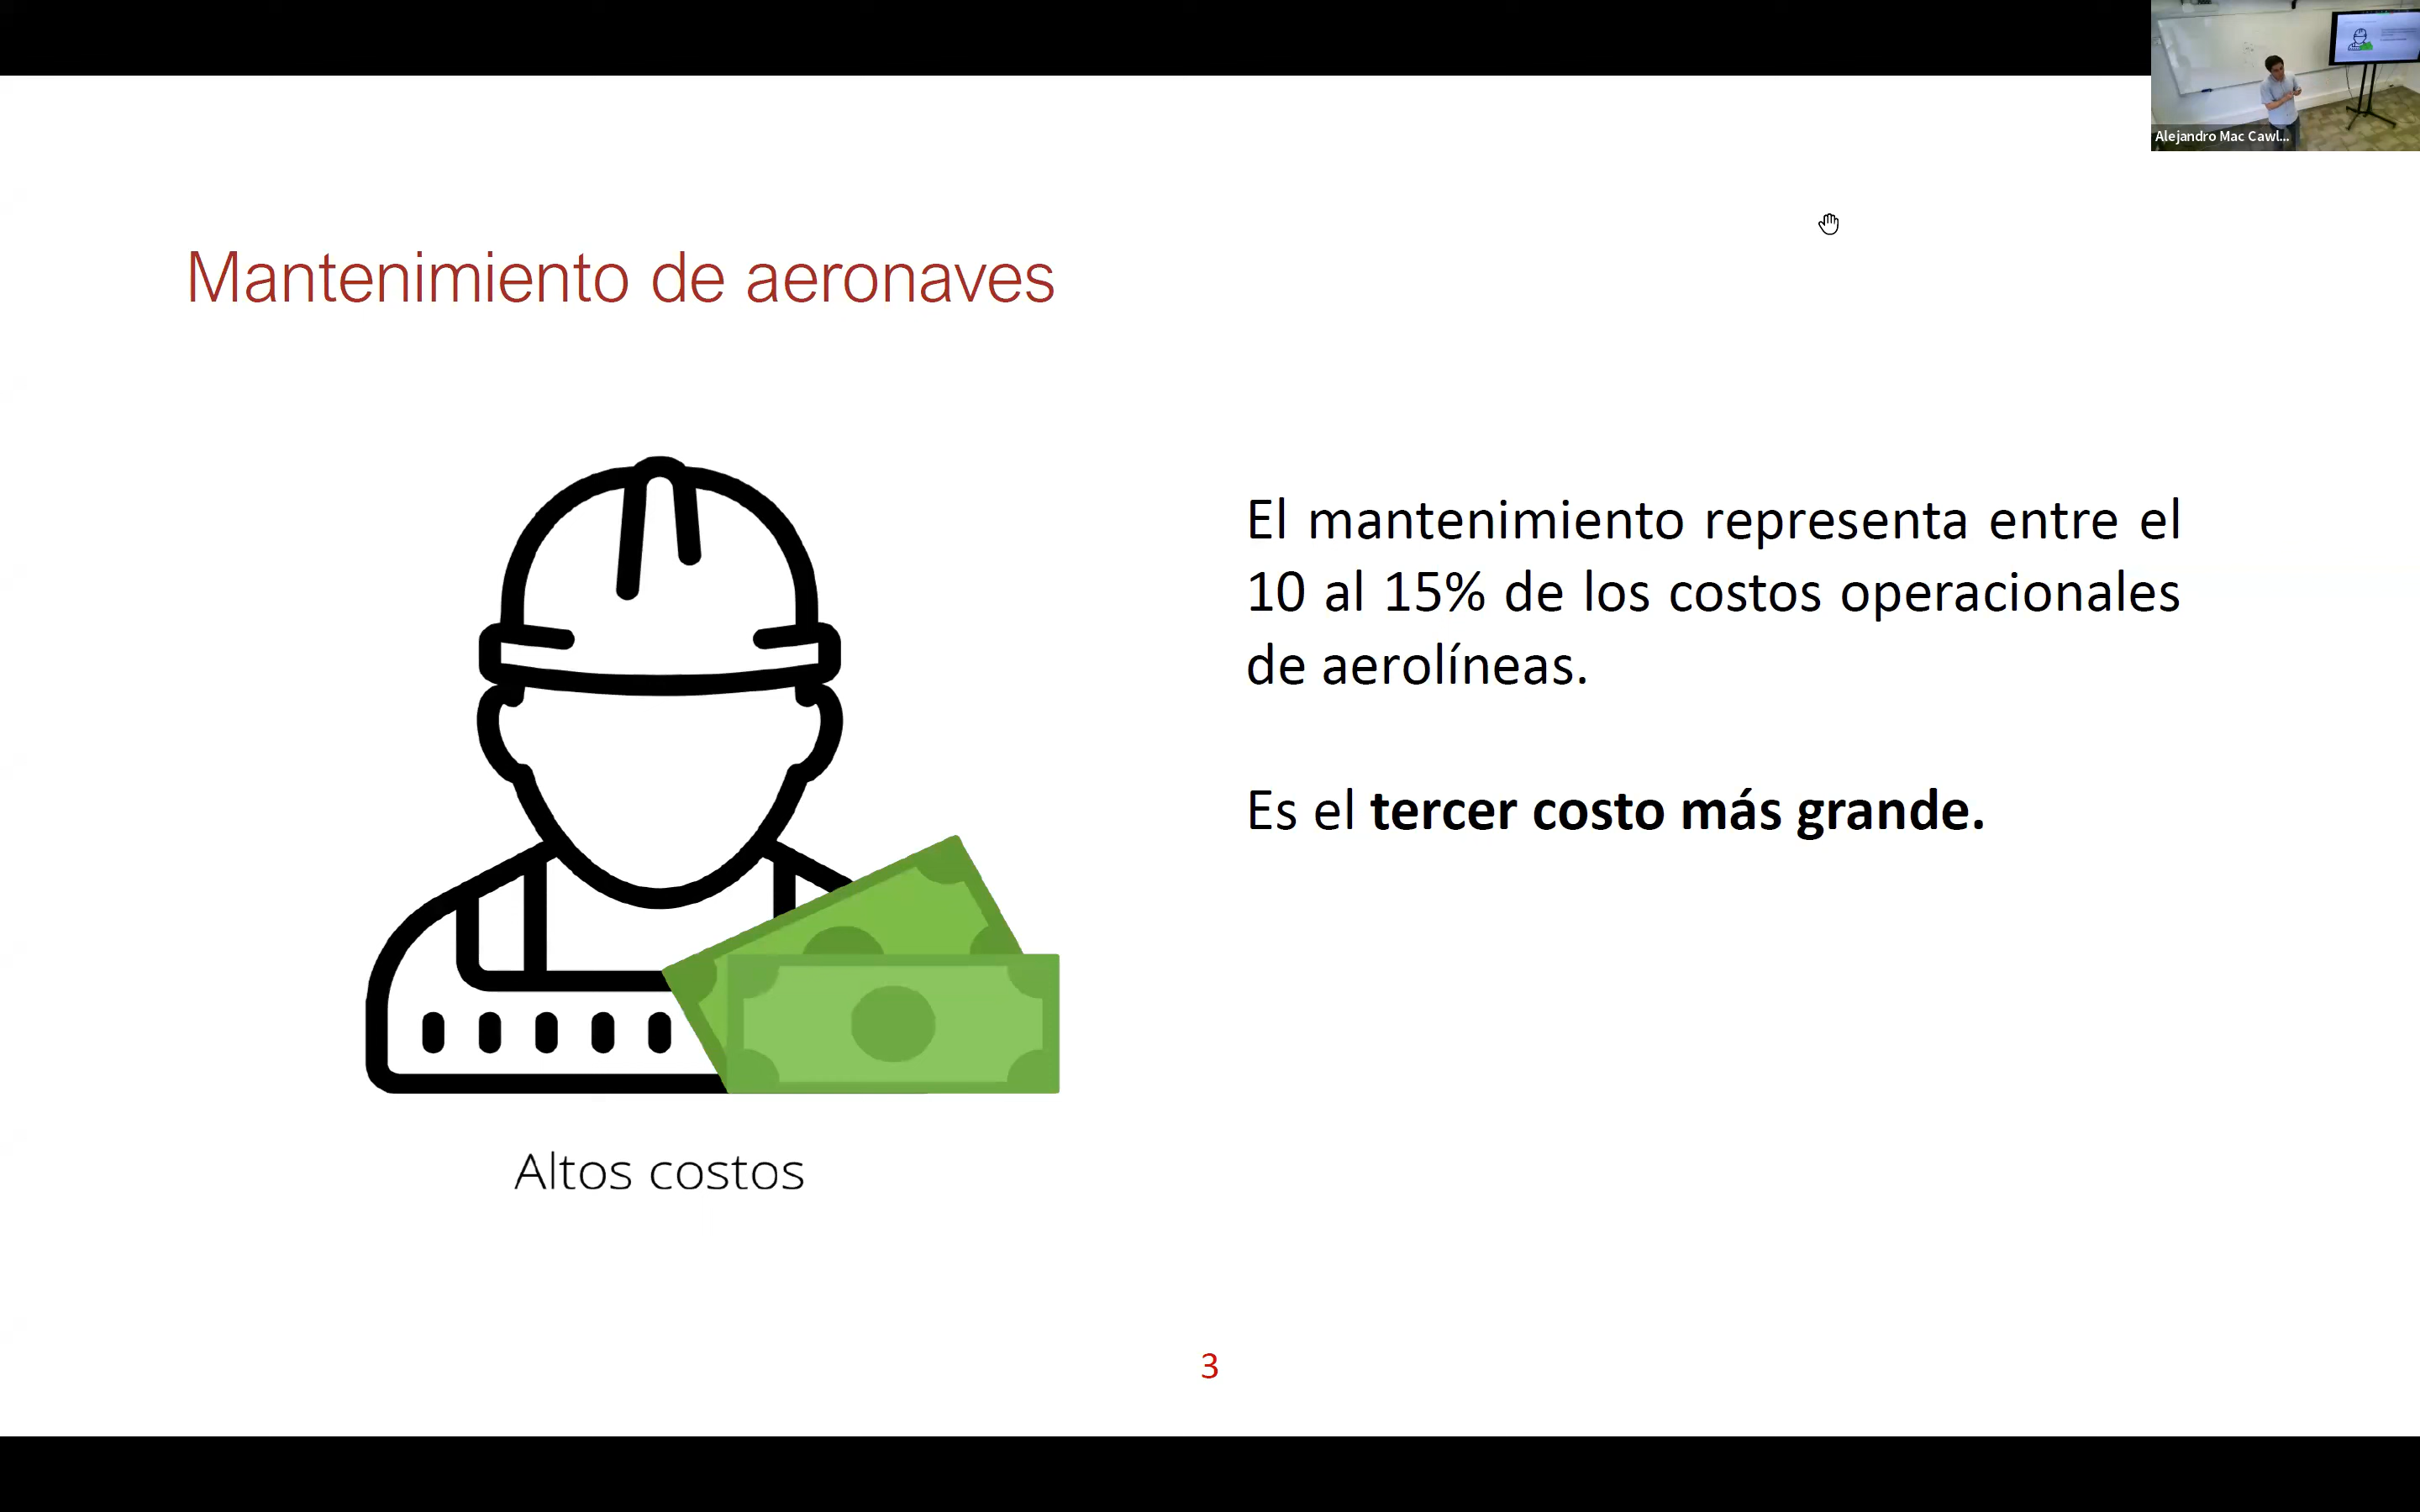 Alejandro Mac Cawl...
Mantenimiento de aeronaves
El mantenimiento representa entre el
10 al 15% de los costos operacionales
de aerolíneas.
Es el tercer costo más grande.
Altos costos
3